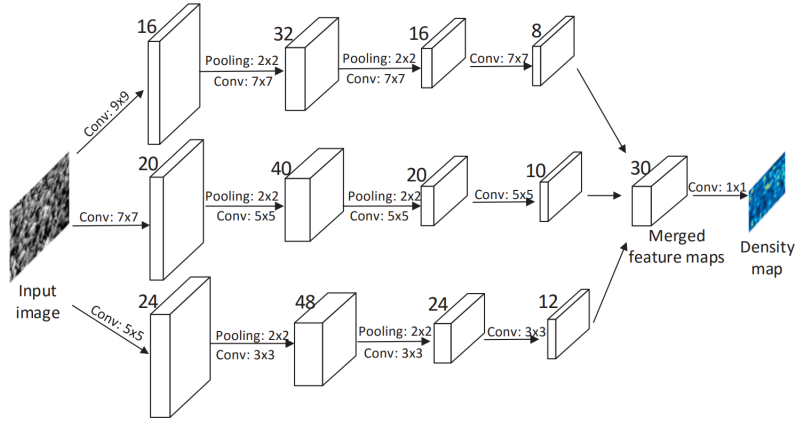 16
32
16
8
Pooling: 2x2
Conv: 7x7
Pooling: 2x2
Conv: 7x7
Conv: 7x7
Conv: 9x9
20
40
20
10
30
Conv: 7x7
Pooling: 2x2
Conv: 5x5
Pooling: 2x2
Conv: 5x5
Conv: 5x5
Conv: 1x1
Merged
feature maps
Density
map
Input
image
24
48
24
12
Conv: 5x5
Pooling: 2x2
Conv: 3x3
Pooling: 2x2
Conv: 3x3
Conv: 3x3